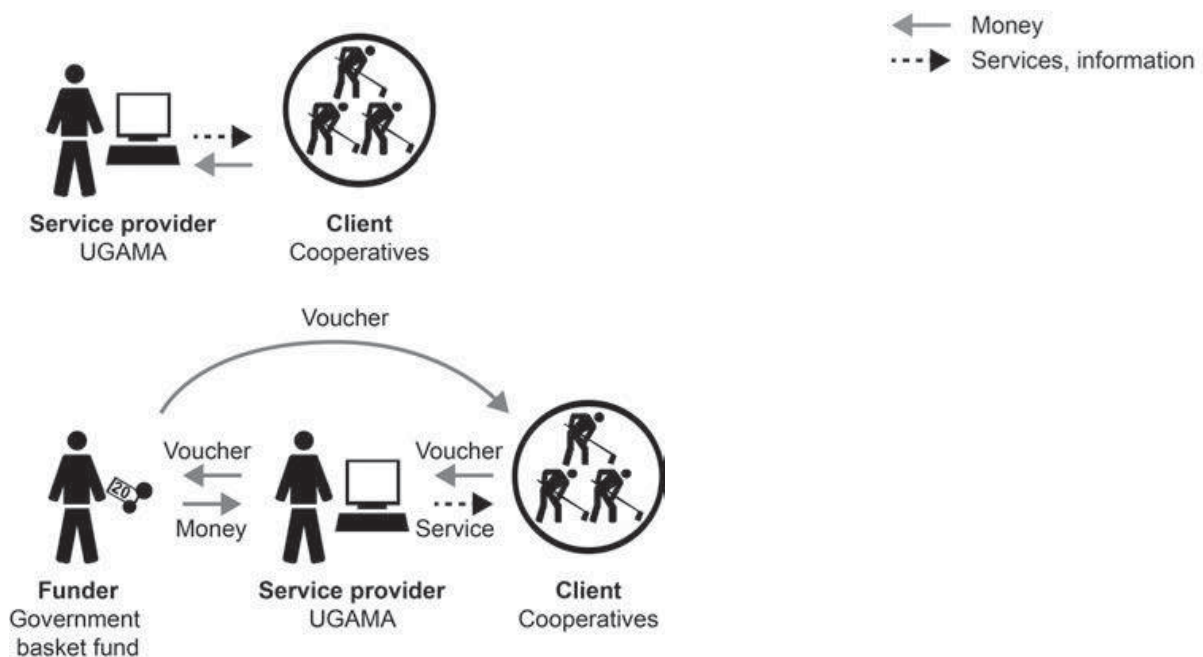 Money
Services, information
Service provider
UGAMA
Client
Cooperatives
Voucher
Voucher
Money
20
Voucher
Service
Funder
Government
basket fund
Service provider
UGAMA
Client
Cooperatives